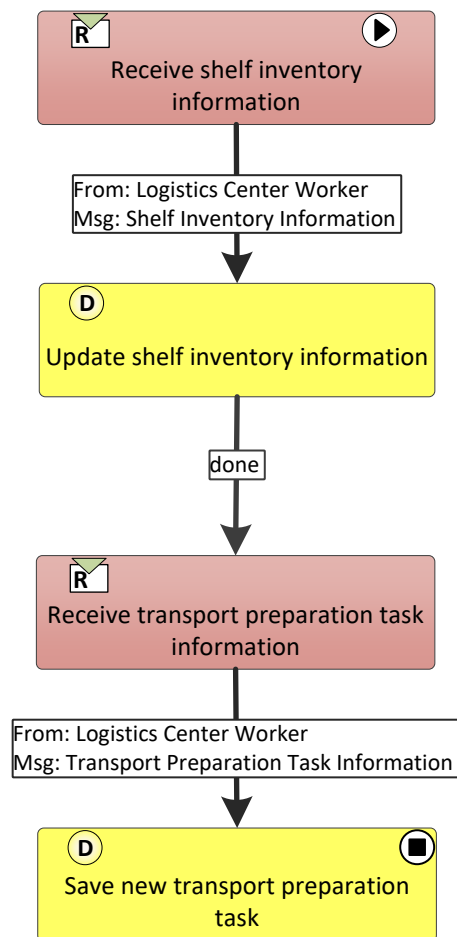 R
Receive shelf inventory
information
From: Logistics Center Worker
Msg: Shelf Inventory Information
D
Update shelf inventory information
done
R
Receive transport preparation task
information
From: Logistics Center Worker
Msg: Transport Preparation Task Information
D
Save new transport preparation
task